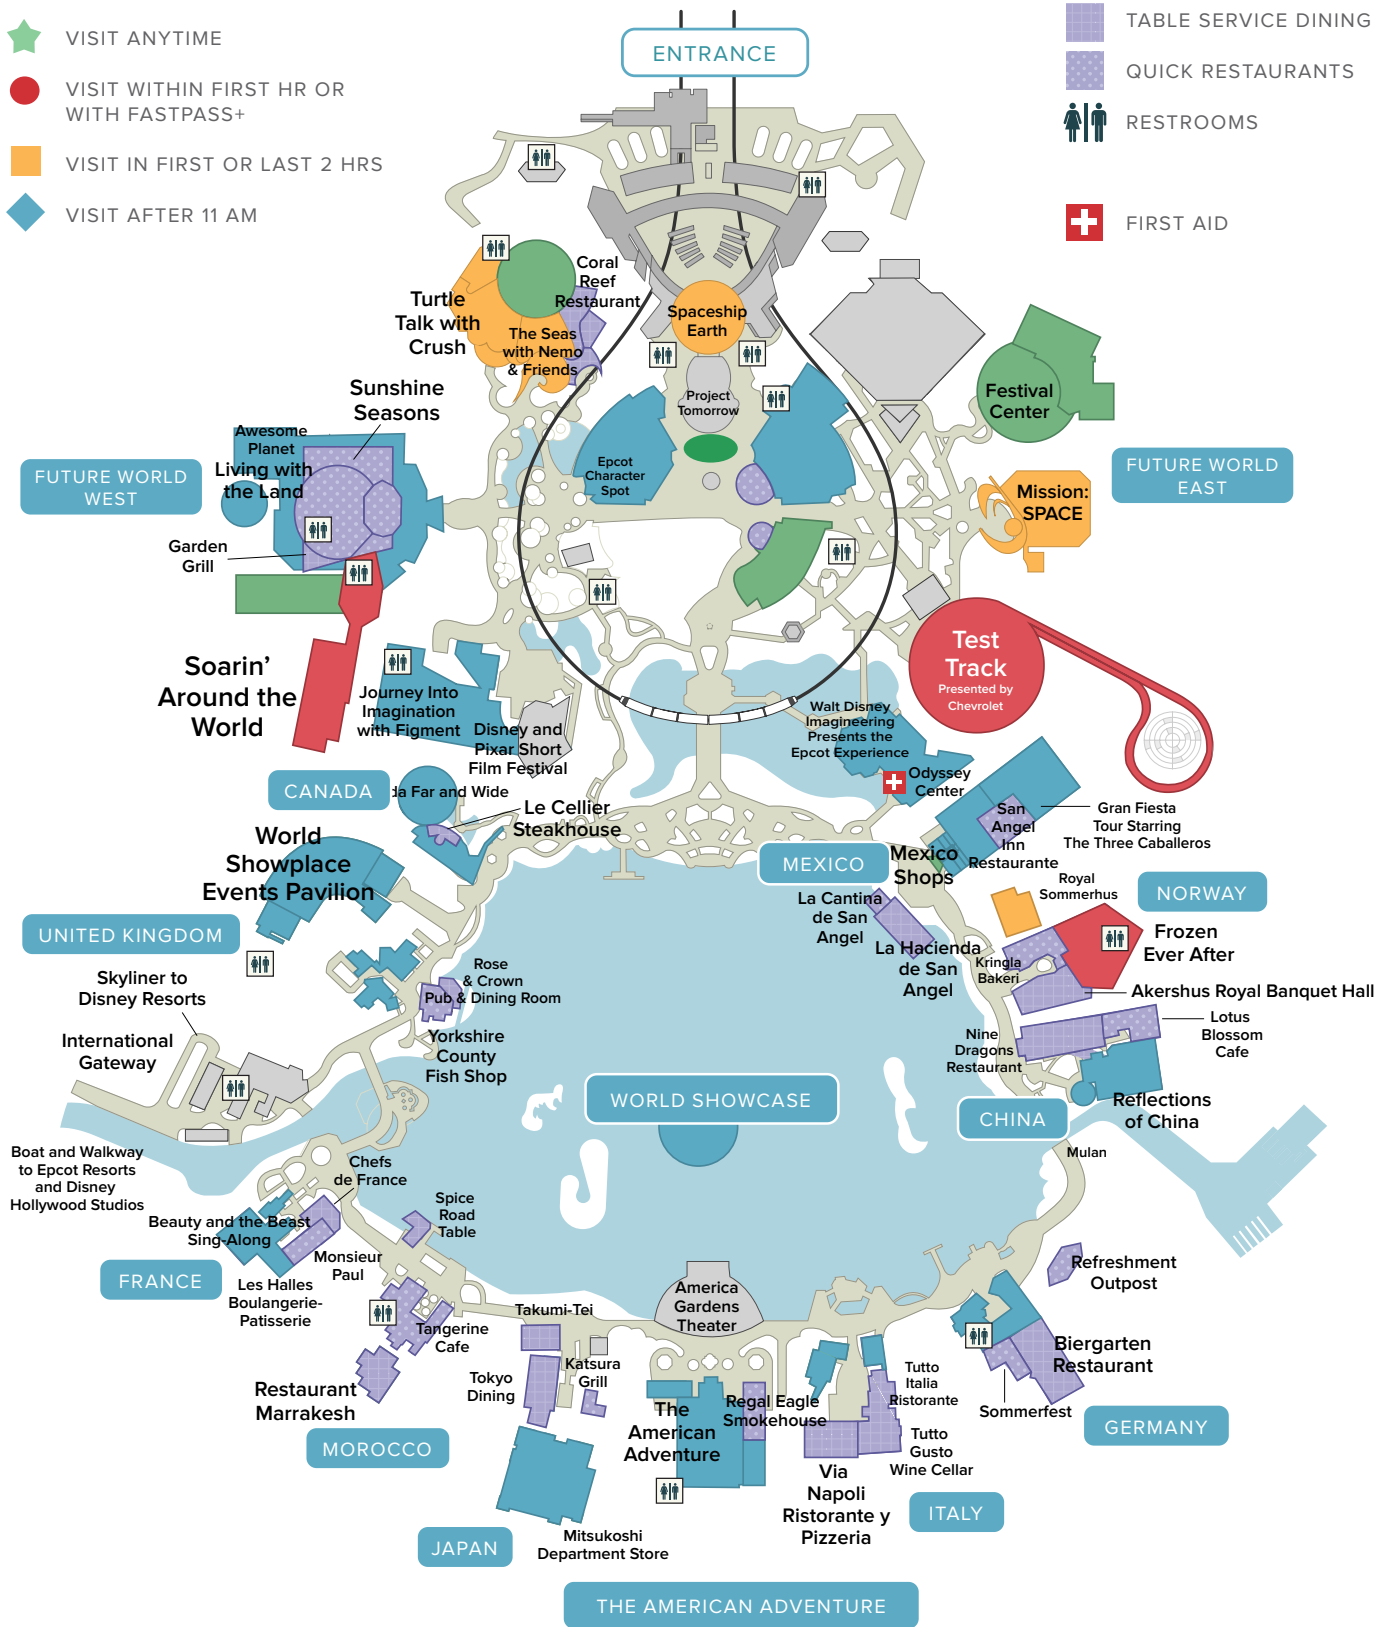 VISIT ANYTIME
VISIT WITHIN FIRST HR OR
WITH FASTPASS+
VISIT IN FIRST OR LAST 2 HRS
VISIT AFTER 11 AM
ENTRANCE
TABLE SERVICE DINING
QUICK RESTAURANTS
RESTROOMS
FIRST AID
Coral
Reef
Restaurant
Turtle
Talk with
Crush
The Seas
with Nemo
& Friends
Spaceship
Earth
Project
Tomorrow
Festival
Center
Sunshine
Seasons
Awesome
Planet
Living with
the Land
FUTURE WORLD
WEST
Epcot
Character
Spot
FUTURE WORLD
EAST
Mission:
SPACE
Garden
Grill
Soarin’
Around the
World
Journey Into
Imagination
with Figment
Disney and
Pixar Short
Film Festival
Test
Track
Presented by
Chevrolet
Walt Disney
Imagineering
Presents the
Epcot Experience
Odyssey
Center
CANADA
da Far and Wide
Le Cellier
Steakhouse
World
Showplace
Events Pavilion
San
Angel
Inn
Restaurante
Gran Fiesta
Tour Starring
The Three Caballeros
MEXICO
Mexico
Shops
La Cantina
de San
Angel
La Hacienda
de San
Angel
Royal
Sommerhus
NORWAY
Frozen
Ever After
Kringla
Bakeri
Akershus Royal Banquet Hall
UNITED KINGDOM
Skyliner to
Disney Resorts
International
Gateway
Rose
& Crown
Pub & Dining Room
Yorkshire
County
Fish Shop
Nine
Dragons
Restaurant
Lotus
Blossom
Cafe
WORLD SHOWCASE
CHINA
Reflections
of China
Mulan
Boat and Walkway
to Epcot Resorts
and Disney
Hollywood Studios
Chefs
de France
Beauty and the Beast
Sing-Along
Spice
Road
Table
Monsieur
Paul
FRANCE
Les Halles
Boulangerie-
Patisserie
Refreshment
Outpost
America
Gardens
Theater
Takumi-Tei
Tangerine
Cafe
Katsura
Grill
Tokyo
Dining
Restaurant
Marrakesh
MOROCCO
The
American
Adventure
Regal Eagle
Smokehouse
Tutto
Italia
Ristorante
Tutto
Gusto
Wine Cellar
Biergarten
Restaurant
Sommerfest
GERMANY
Via
Napoli
Ristorante y
Pizzeria
ITALY
JAPAN
Mitsukoshi
Department Store
THE AMERICAN ADVENTURE